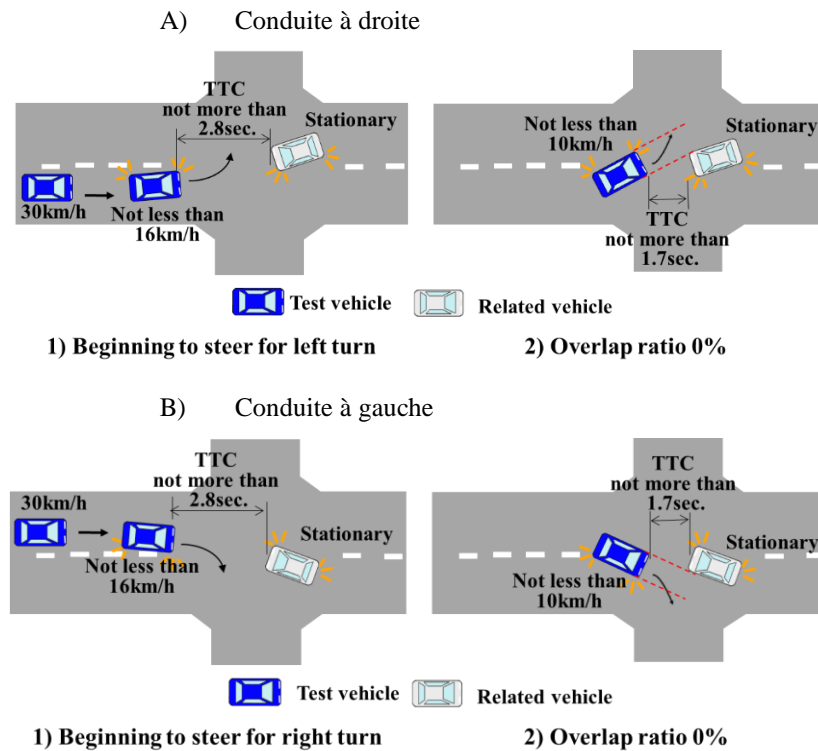 A) Conduite à droite
TTC
not more than
2.8sec.
Stationary
30km/h
Not less than
16km/h
Not less than
10km/h
Stationary
TTC
not more than
1.7sec.
Test vehicle
Related vehicle
1) Beginning to steer for left turn
2) Overlap ratio 0%
B) Conduite à gauche
TTC
not more than
2.8sec.
30km/h
Stationary
Not less than
16km/h
TTC
not more than
1.7sec.
Stationary
Not less than
10km/h
Test vehicle
Related vehicle
1) Beginning to steer for right turn
2) Overlap ratio 0%